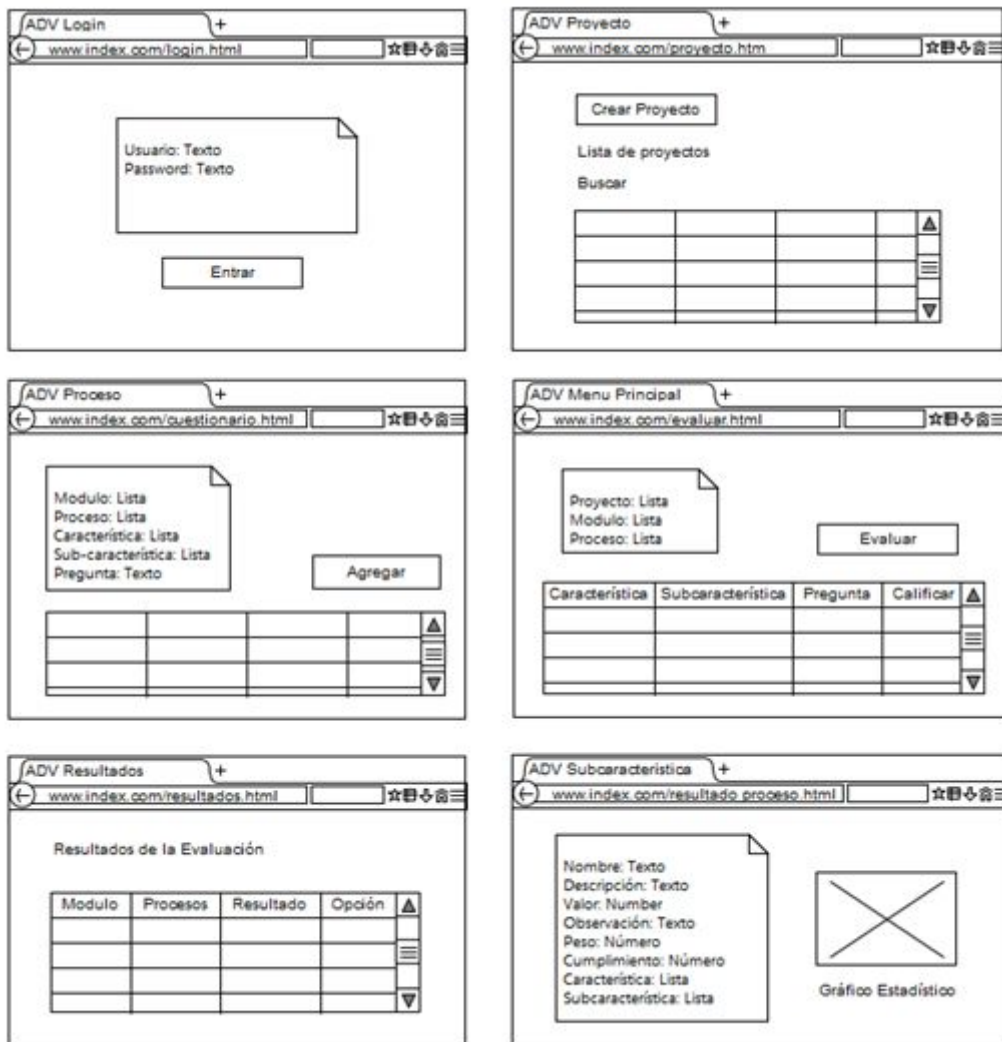 ADV Login
+
www.index.com/login.html
Usuario: Texto
Password: Texto
Entrar
ADV Proyecto
+
www.index.com/proyecto.htm
Crear Proyecto
Lista de proyectos
Buscar
ADV Proceso
+
www.index.com/cuestionario.html
Modulo: Lista
Proceso: Lista
Característica: Lista
Sub-característica: Lista
Pregunta: Texto
Agregar
ADV Menu Principal
+
www.index.com/evaluar.html
Proyecto: Lista
Modulo: Lista
Proceso: Lista
Evaluar
Característica Subcaracterística Pregunta Calificar
ADV Resultados
+
www.index.com/resultados.html
Resultados de la Evaluación
Modulo Procesos Resultado Opción
ADV Subcaracteristica
+
www.index.com/resultado proceso.html
Nombre: Texto
Descripción: Texto
Valor: Number
Observación: Texto
Peso: Número
Cumplimiento: Número
Característica: Lista
Subcaracterística: Lista
Gráfico Estadístico